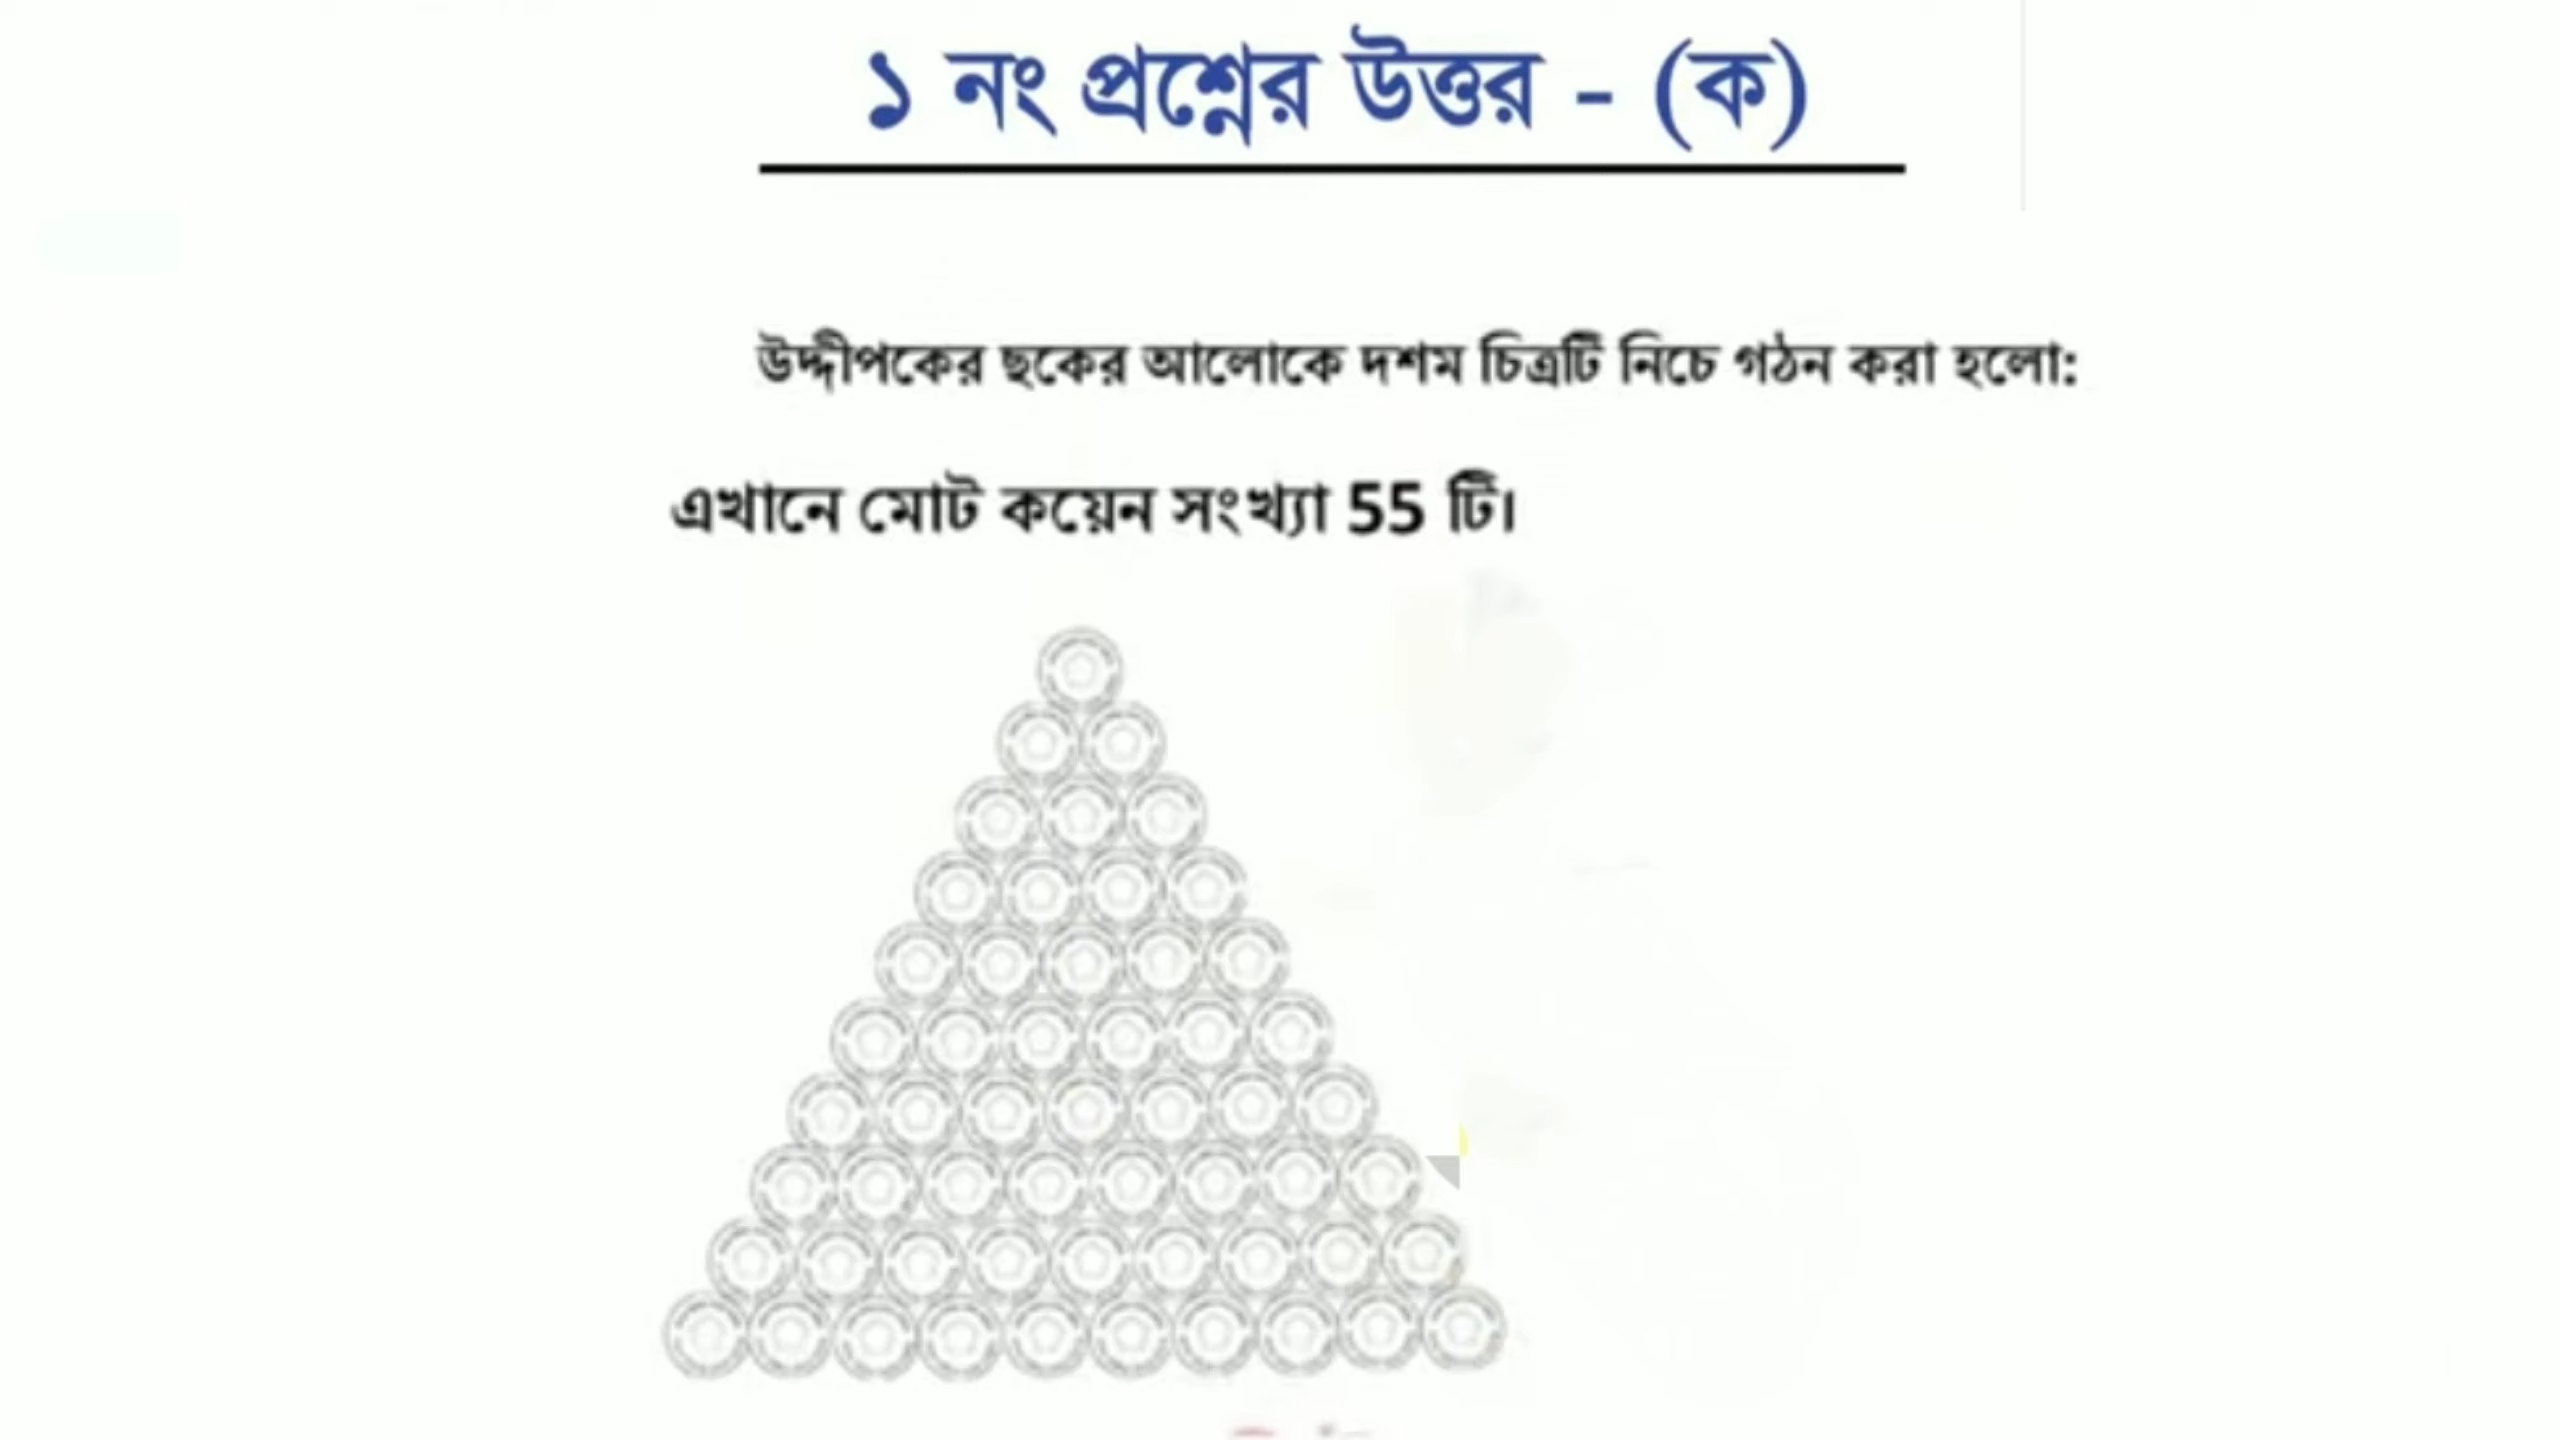 ১ নং প্রশ্নের উত্তর - (ক)
উদ্দীপকের ছকের আলোকে দশম চিত্রটি নিচে গঠন করা হলো:
এখানে মোট কয়েন সংখ্যা 55 টি।